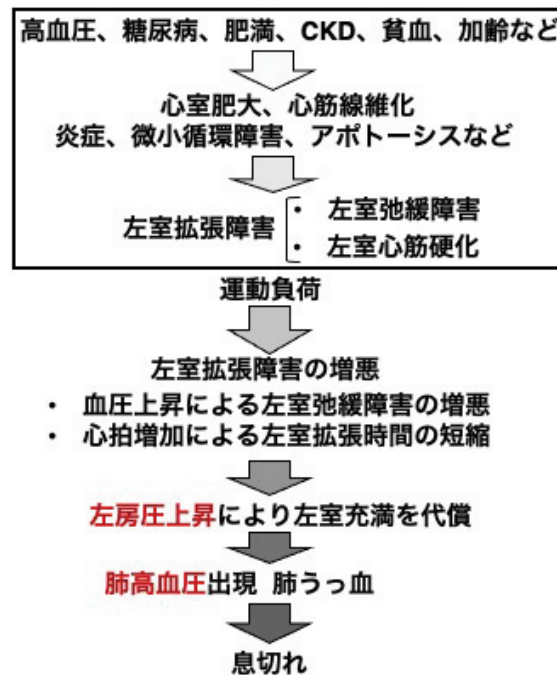 高血圧、糖尿病、肥満、CKD、貧血、加齢など
心室肥大、心筋線維化
炎症、微小循環障害、アポトーシスなど
左室拡張障害
・ 左室弛緩障害
・ 左室心筋硬化
運動負荷
左室拡張障害の増悪
・ 血圧上昇による左室弛緩障害の増悪
・ 心拍増加による左室拡張時間の短縮
左房圧上昇により左室充満を代償
肺高血圧出現 肺うっ血
息切れ